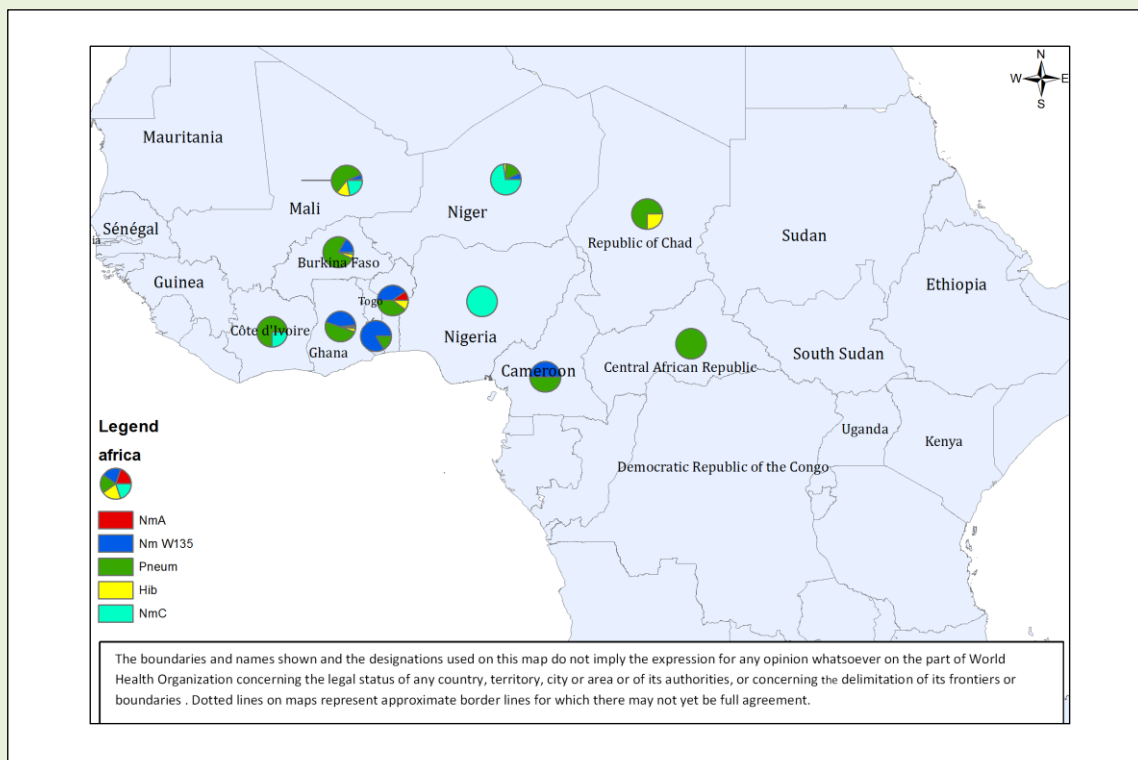 N
W E
S
Mauritania
Mali
Niger
Republic of Chad
Sénégal
ia
Sudan
Burkina Faso
Guinea
Togo
Ethiopia
Côte d'Ivoire
Ghana
Nigeria
South Sudan
Cameroon
Central African Republic
Uganda
Kenya
Democratic Republic of the Congo
Legend
africa
NmA
Nm W135
Pneum
Hib
NmC
The boundaries and names shown and the designations used on this map do not imply the expression for any opinion whatsoever on the part of World
Health Organization concerning the legal status of any country, territory, city or area or of its authorities, or concerning the delimitation of its frontiers or
boundaries . Dotted lines on maps represent approximate border lines for which there may not yet be full agreement.